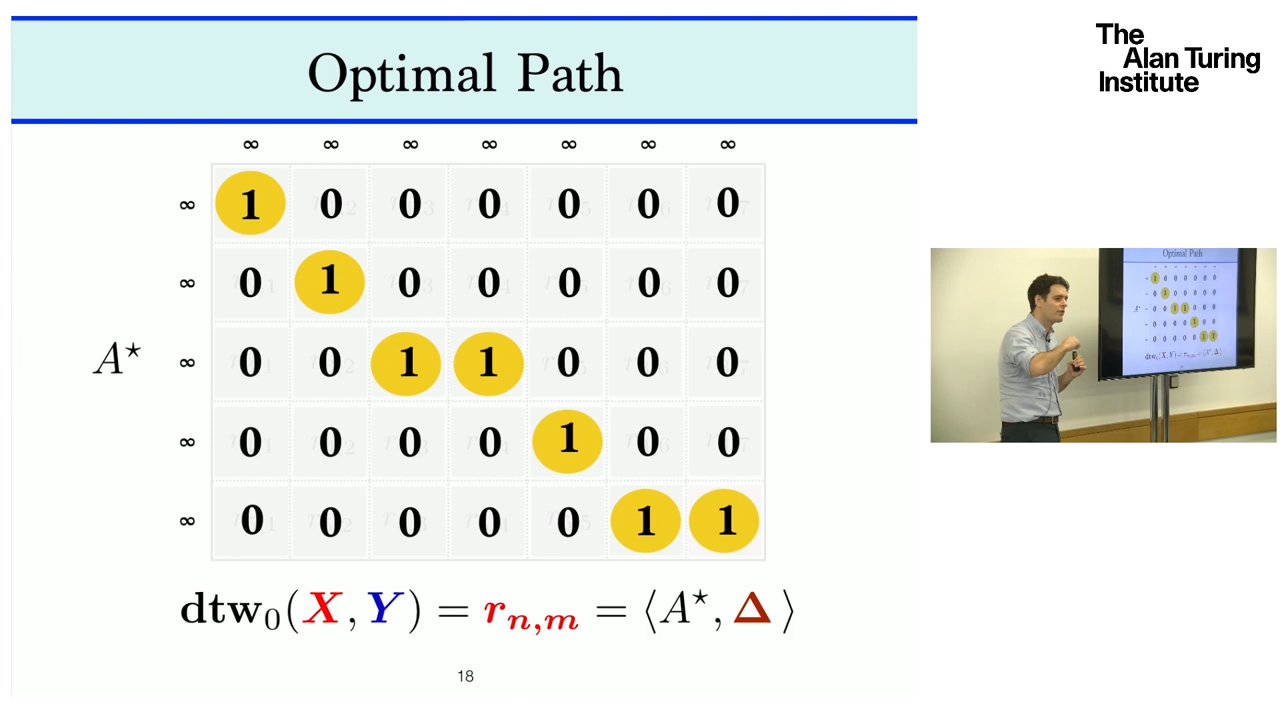 Optimal Path
The
Alan Turing
Institute
∞ ∞ ∞ ∞ ∞ ∞ ∞
∞ 1 0 0 0 0 0 0
∞ 0 1 0 0 0 0 0
A⋆ ∞ 0 0 1 1 0 0 0
∞ 0 0 0 0 1 0 0
∞ 0 0 0 0 0 1 1
dtw₀(X, Y) = rₙ,ₘ = ⟨A⋆, Δ⟩
18
Optimal Path